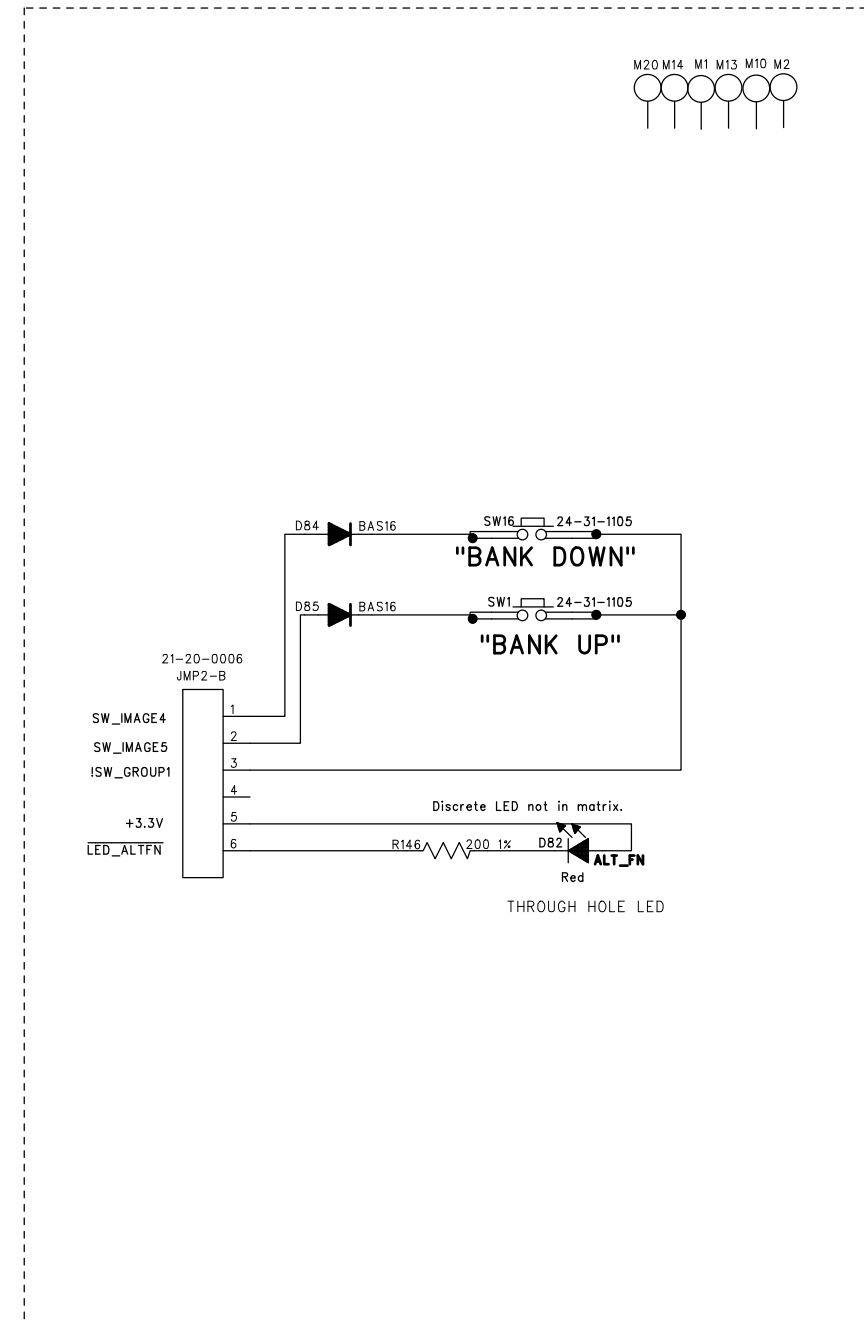 M20 M14 M1 M13 M10 M2
D84 BAS16 SW16 24-31-1105
"BANK DOWN"
D85 BAS16 SW1 24-31-1105
"BANK UP"
21-20-0006
JMP2-B
SW_IMAGE4 1
SW_IMAGE5 2
!SW_GROUP1 3
4
Discrete LED not in matrix.
+3.3V 5
LED_ALTFN 6 R146 200 1% D82 ALT_FN
Red
THROUGH HOLE LED